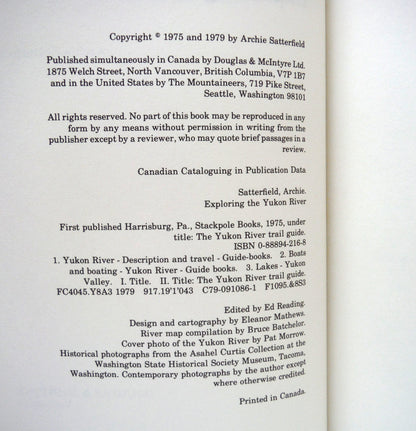 Copyright © 1975 and 1979 by Archie Satterfield
Published simultaneously in Canada by Douglas & McIntyre Ltd.
1875 Welch Street, North Vancouver, British Columbia, V7P 1B7
and in the United States by The Mountaineers, 719 Pike Street,
Seattle, Washington 98101
All rights reserved. No part of this book may be reproduced in any
form by any means without permission in writing from the
publisher except by a reviewer, who may quote brief passages in a
review.
Canadian Cataloguing in Publication Data
Satterfield, Archie.
Exploring the Yukon River
First published Harrisburg, Pa., Stackpole Books, 1975, under
title: The Yukon River trail guide.
ISBN 0-88894-216-8
1. Yukon River - Description and travel - Guide-books. 2. Boats
and boating - Yukon River - Guide books. 3. Lakes - Yukon
Valley. I. Title. II. Title: The Yukon River trail guide.
FC4045.Y8A3 1979 917.19'1'043 C79-091086-1 F1095.&8S3
Edited by Ed Reading.
Design and cartography by Eleanor Mathews.
River map compilation by Bruce Batchelor.
Cover photo of the Yukon River by Pat Morrow.
Historical photographs from the Asahel Curtis Collection at the
Washington State Historical Society Museum, Tacoma,
Washington. Contemporary photographs by the author except
where otherwise credited.
Printed in Canada.